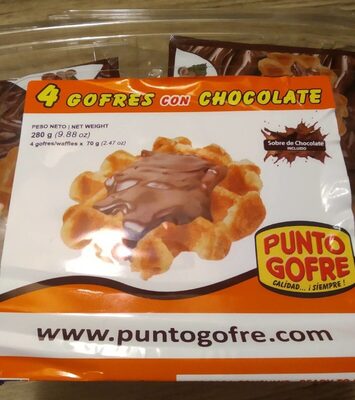 4 GOFRES CON CHOCOLATE
PESO NETO | NET WEIGHT
280 g (9.88 oz)
4 gofres/waffles x 70 g (2.47 oz)
Sobre de Chocolate
INCLUIDO
PUNTO
GOFRE
CALIDAD... ¡SIEMPRE!
www.puntogofre.com